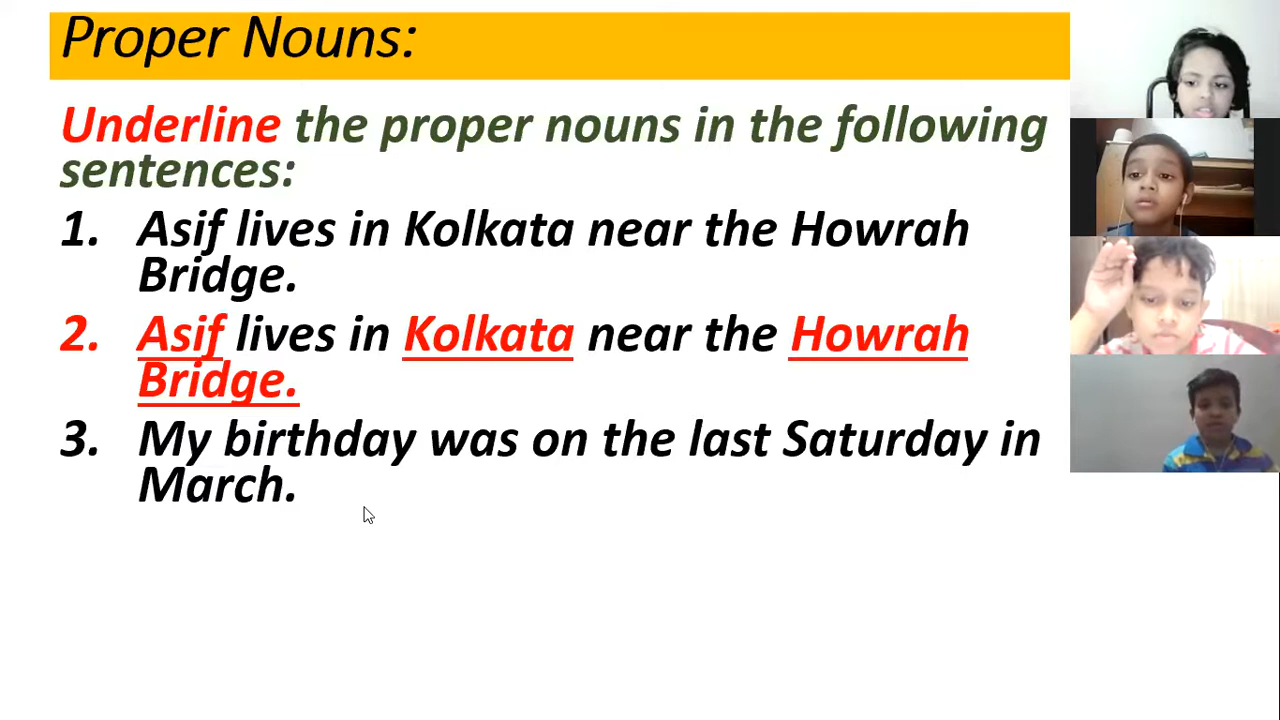 Proper Nouns:
Underline the proper nouns in the following
sentences:
1. Asif lives in Kolkata near the Howrah
Bridge.
2. Asif lives in Kolkata near the Howrah
Bridge.
3. My birthday was on the last Saturday in
March.